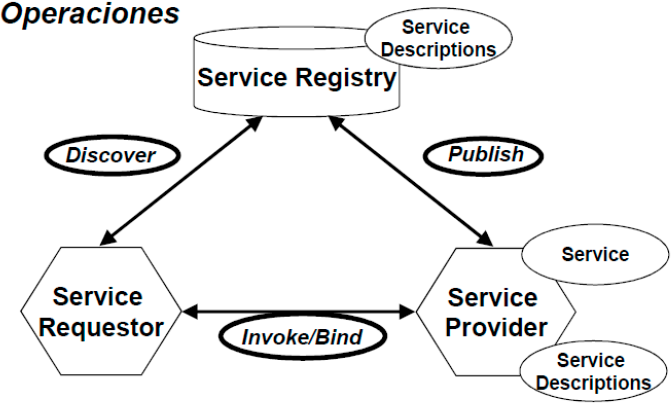 Operaciones
Service
Descriptions
Service Registry
Discover
Publish
Service
Service
Requestor
Service
Provider
Invoke/Bind
Service
Descriptions